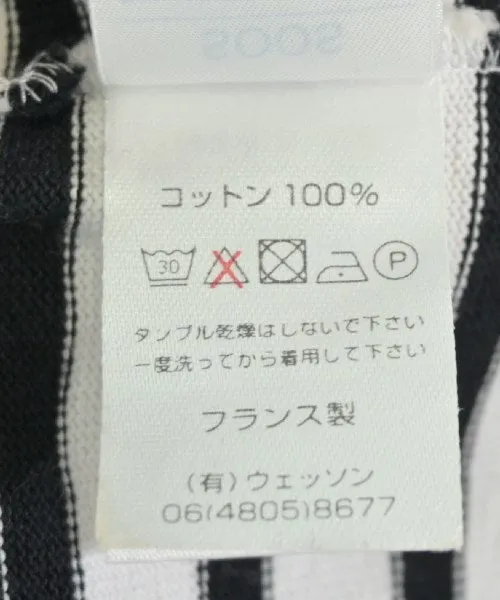 コットン 100%
30 P
タンブル乾燥はしないで下さい
一度洗ってから着用して下さい
フランス製
(有)ウェッソン
06(4805)8677